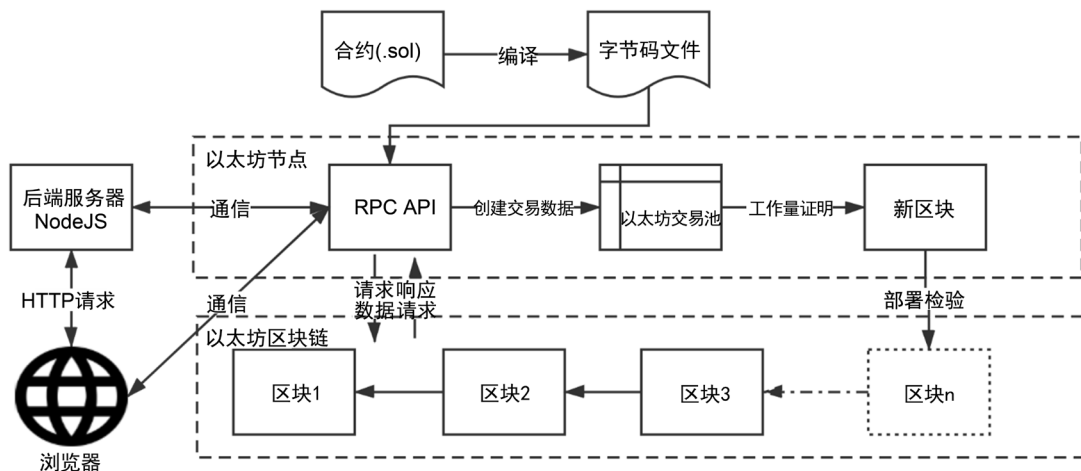 合约(.sol)
编译
字节码文件
以太坊节点
后端服务器
NodeJS
通信
RPC API
创建交易数据
以太坊交易池
工作量证明
新区块
HTTP请求
通信
请求
数据
响应
请求
部署检验
以太坊区块链
区块1
区块2
区块3
区块n
浏览器